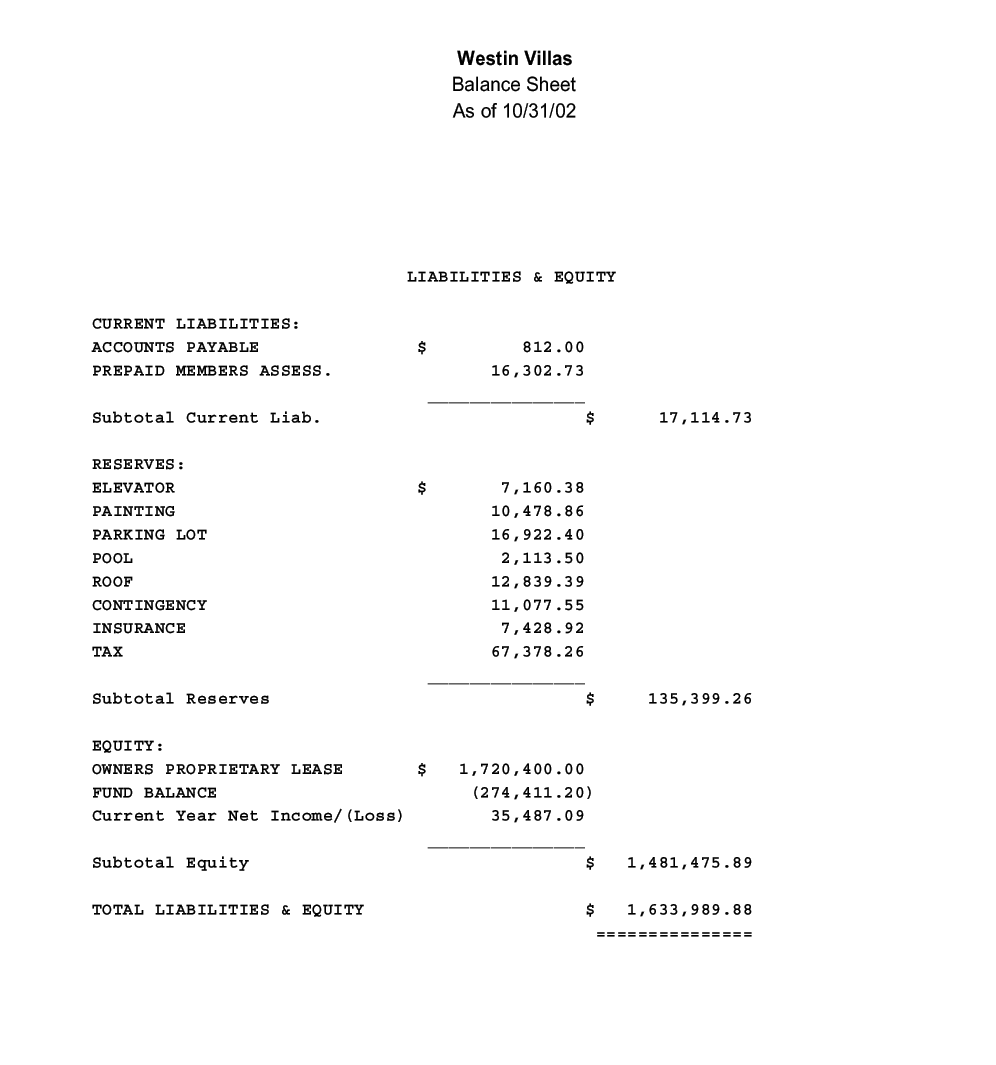 Westin Villas
Balance Sheet
As of 10/31/02
LIABILITIES & EQUITY
CURRENT LIABILITIES:
ACCOUNTS PAYABLE $ 812.00
PREPAID MEMBERS ASSESS. 16,302.73
Subtotal Current Liab. $ 17,114.73
RESERVES:
ELEVATOR $ 7,160.38
PAINTING 10,478.86
PARKING LOT 16,922.40
POOL 2,113.50
ROOF 12,839.39
CONTINGENCY 11,077.55
INSURANCE 7,428.92
TAX 67,378.26
Subtotal Reserves $ 135,399.26
EQUITY:
OWNERS PROPRIETARY LEASE $ 1,720,400.00
FUND BALANCE (274,411.20)
Current Year Net Income/(Loss) 35,487.09
Subtotal Equity $ 1,481,475.89
TOTAL LIABILITIES & EQUITY $ 1,633,989.88
===============